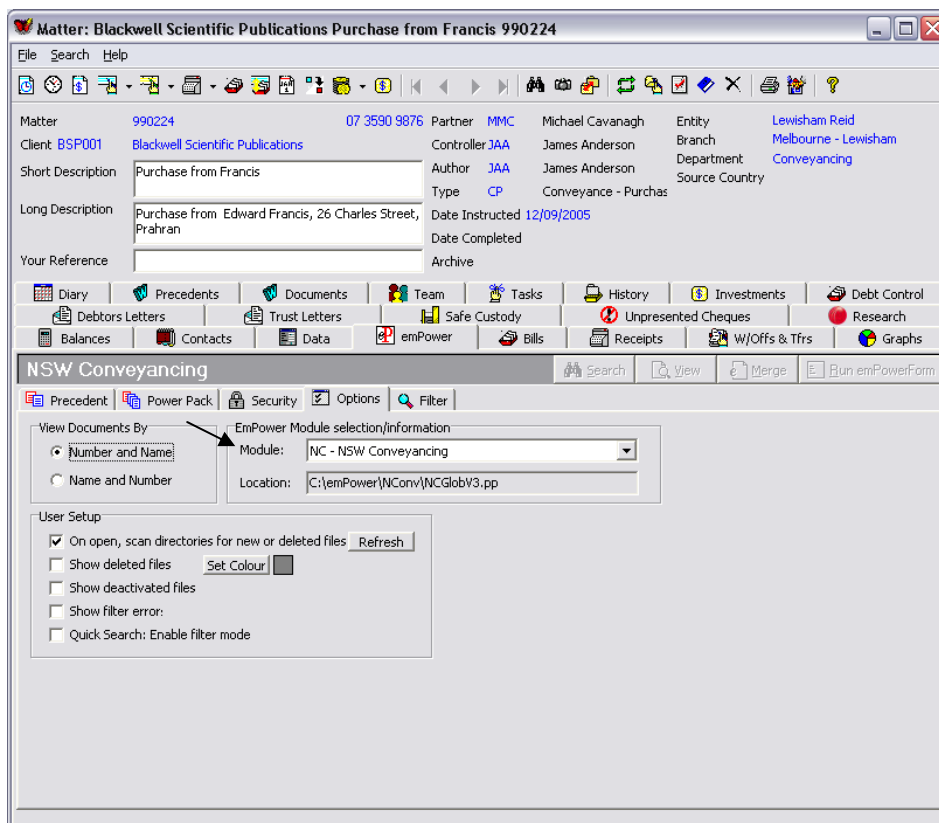 Matter: Blackwell Scientific Publications Purchase from Francis 990224
File Search Help
Matter 990224 07 3590 9876 Partner MMC Michael Cavanagh Entity Lewisham Reid
Client BSP001 Blackwell Scientific Publications Controller JAA James Anderson Branch Melbourne - Lewisham
Short Description Purchase from Francis Author JAA James Anderson Department Conveyancing
Type CP Conveyance - Purchas Source Country
Long Description Purchase from Edward Francis, 26 Charles Street, Prahran Date Instructed 12/09/2005
Date Completed
Your Reference Archive
Diary Precedents Documents Team Tasks History Investments Debt Control
Debtors Letters Trust Letters Safe Custody Unpresented Cheques Research
Balances Contacts Data emPower Bills Receipts W/Offs & Tfrs Graphs
NSW Conveyancing Search View Merge Run emPowerForm
Precedent Power Pack Security Options Filter
View Documents By EmPower Module selection/information
Number and Name Module: NC - NSW Conveyancing
Name and Number Location: C:\emPower\NConv\NCGlobV3.pp
User Setup
On open, scan directories for new or deleted files Refresh
Show deleted files Set Colour
Show deactivated files
Show filter error:
Quick Search: Enable filter mode